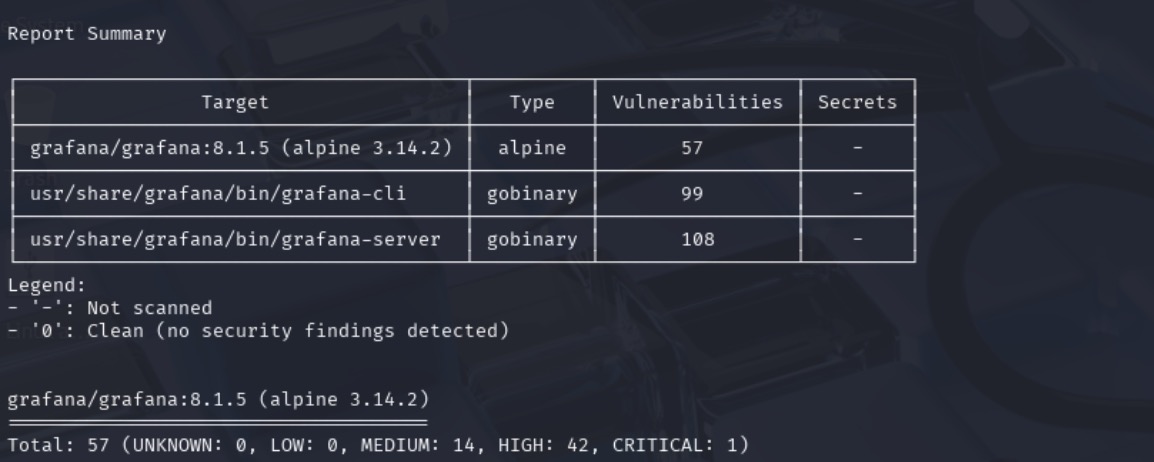 Report Summary
Target Type Vulnerabilities Secrets
grafana/grafana:8.1.5 (alpine 3.14.2) alpine 57 -
usr/share/grafana/bin/grafana-cli gobinary 99 -
usr/share/grafana/bin/grafana-server gobinary 108 -
Legend:
- '-': Not scanned
- '0': Clean (no security findings detected)
grafana/grafana:8.1.5 (alpine 3.14.2)
Total: 57 (UNKNOWN: 0, LOW: 0, MEDIUM: 14, HIGH: 42, CRITICAL: 1)